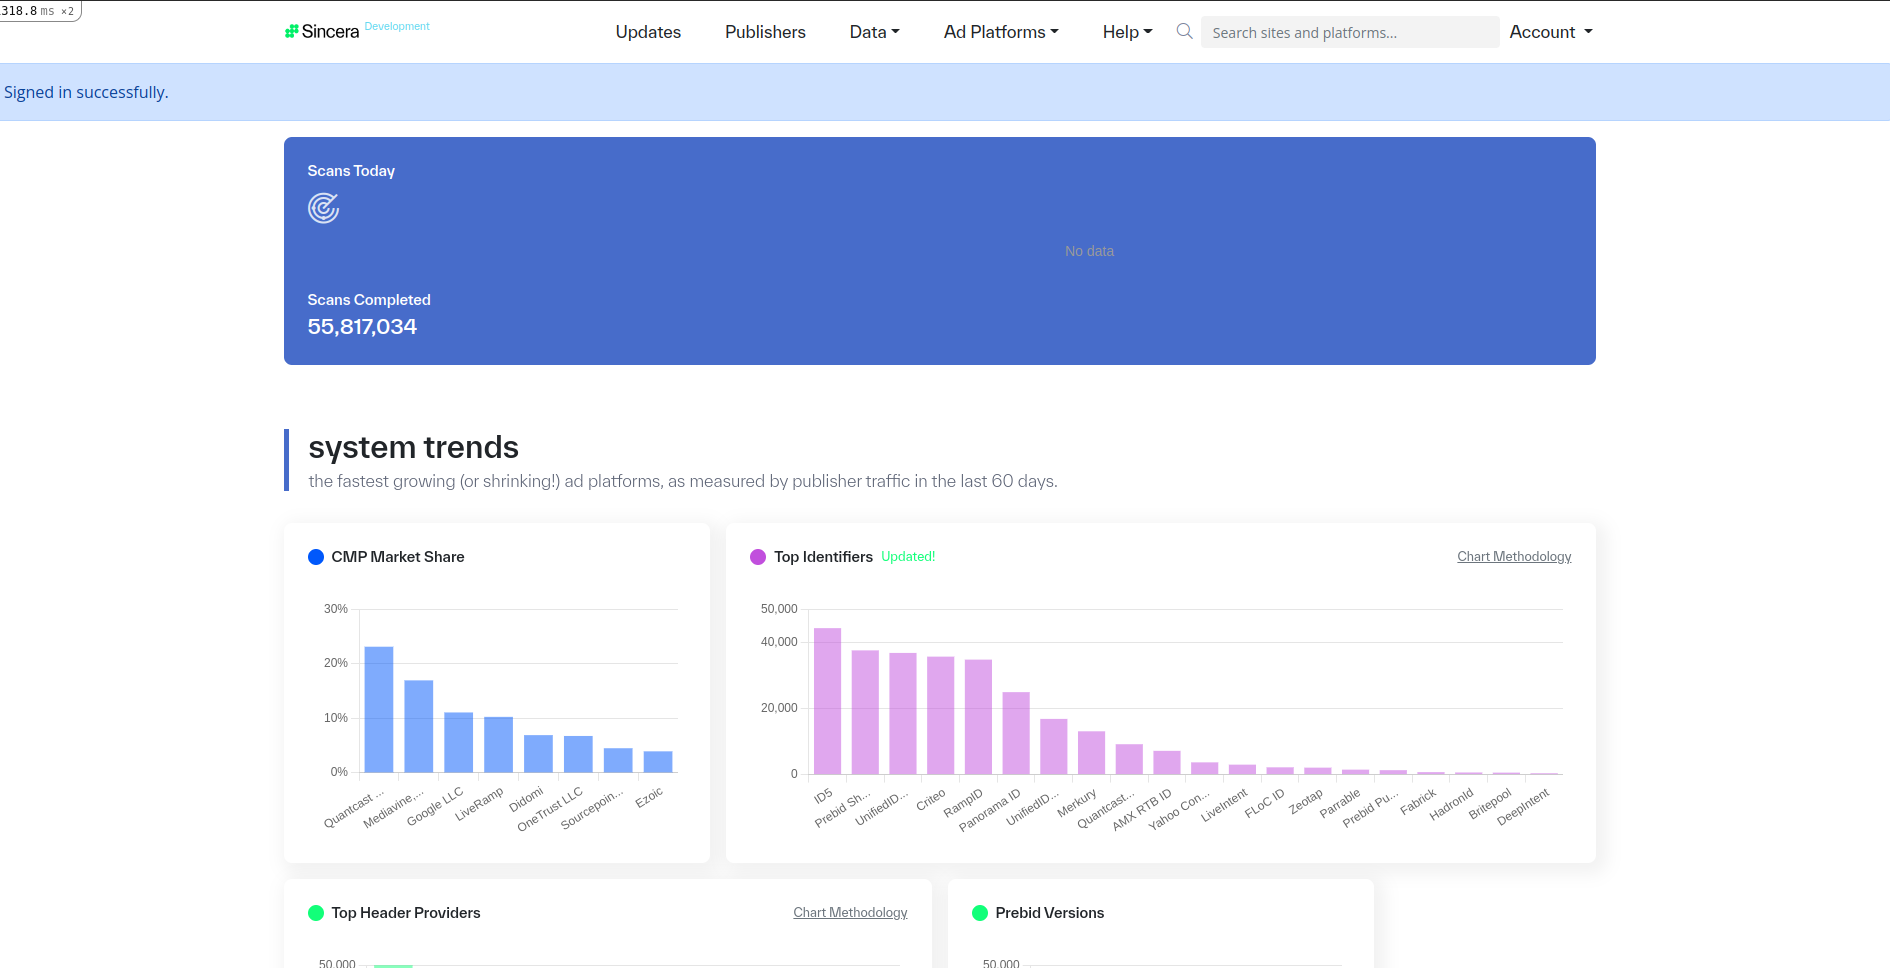 318.8 ms ×2
Sincera Development
Updates
Publishers
Data
Ad Platforms
Help
Search sites and platforms...
Account
Signed in successfully.
Scans Today
No data
Scans Completed
55,817,034
system trends
the fastest growing (or shrinking!) ad platforms, as measured by publisher traffic in the last 60 days.
CMP Market Share
30%
20%
10%
0%
Quantcast ...
Mediavine,...
Google LLC
LiveRamp
Didomi
OneTrust LLC
Sourcepoin...
Ezoic
Top Identifiers Updated!
Chart Methodology
50,000
40,000
20,000
0
ID5
Prebid Sh...
UnifiedID...
Criteo
RampID
Panorama ID
UnifiedID...
Merkury
Quantcast...
AMX RTB ID
Yahoo Con...
LiveIntent
FLoC ID
Zeotap
Parrable
Prebid Pu...
Fabrick
HadronId
Britepool
DeepIntent
Top Header Providers
Chart Methodology
50,000
Prebid Versions
50,000